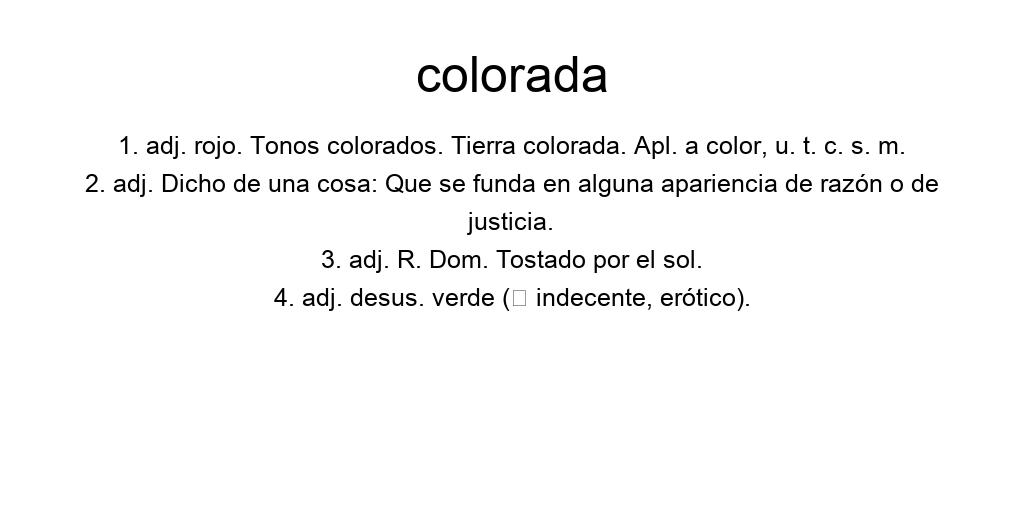 colorada
1. adj. rojo. Tonos colorados. Tierra colorada. Apl. a color, u. t. c. s. m.
2. adj. Dicho de una cosa: Que se funda en alguna apariencia de razón o de
justicia.
3. adj. R. Dom. Tostado por el sol.
4. adj. desus. verde (□ indecente, erótico).